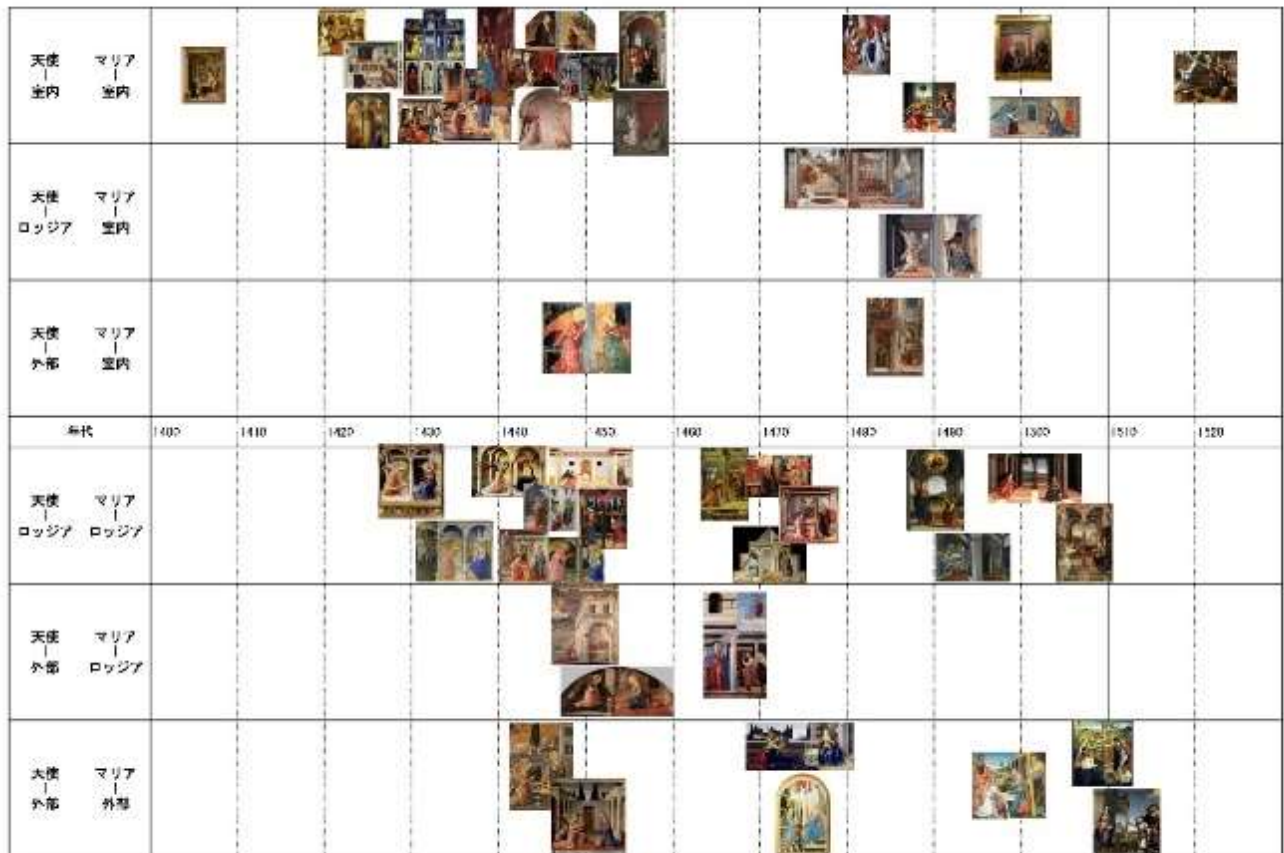 天使 マリア
| |
室内 室内
天使 マリア
| |
ロッジア 室内
天使 マリア
| |
外部 室内
年代 1400 1410 1420 1430 1440 1450 1460 1470 1480 1490 1500 1510 1520
天使 マリア
| |
ロッジア ロッジア
天使 マリア
| |
外部 ロッジア
天使 マリア
| |
外部 外部